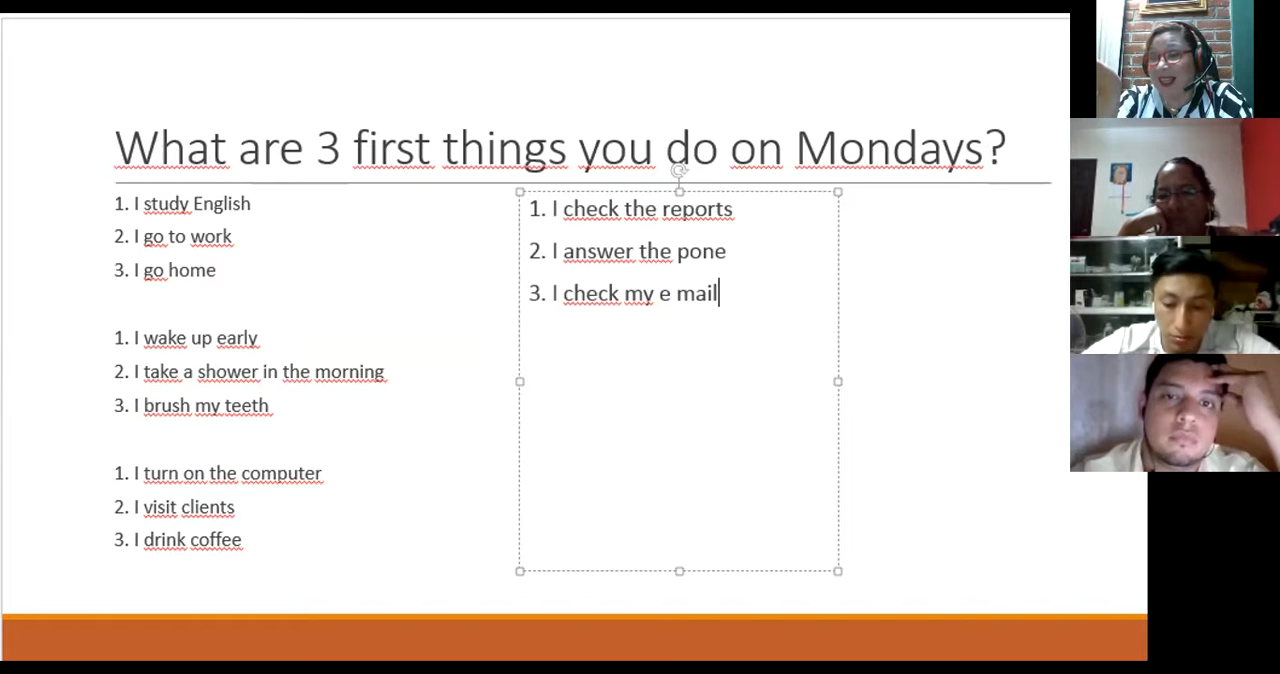 What are 3 first things you do on Mondays?
1. I study English
2. I go to work
3. I go home
1. I wake up early
2. I take a shower in the morning
3. I brush my teeth
1. I turn on the computer
2. I visit clients
3. I drink coffee
1. I check the reports
2. I answer the pone
3. I check my e mail